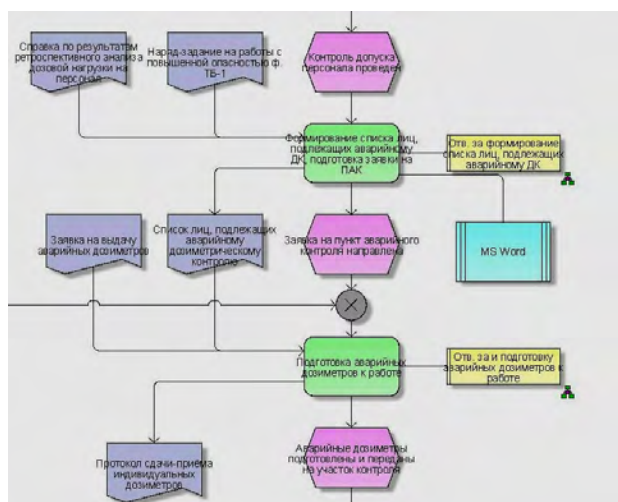 Справка по результатам
ретроспективного анализа
дозовой нагрузки на
персонал
Наряд-задание на работы с
повышенной опасностью ф.
ТБ-1
Контроль допуска
персонала проведен
Формирование списка лиц,
подлежащих аварийному
ДК, подготовка заявки на
ПАК
Отв. за формирование
списка лиц, подлежащих
аварийному ДК
Заявка на выдачу
аварийных дозиметров
Список лиц, подлежащих
аварийному
дозиметрическому
контролю
Заявка на пункт аварийного
контроля направлена
MS Word
Подготовка аварийных
дозиметров к работе
Отв. за и подготовку
аварийных дозиметров к
работе
Протокол сдачи-приёма
индивидуальных
дозиметров
Аварийные дозиметры
подготовлены и переданы
на участок контроля